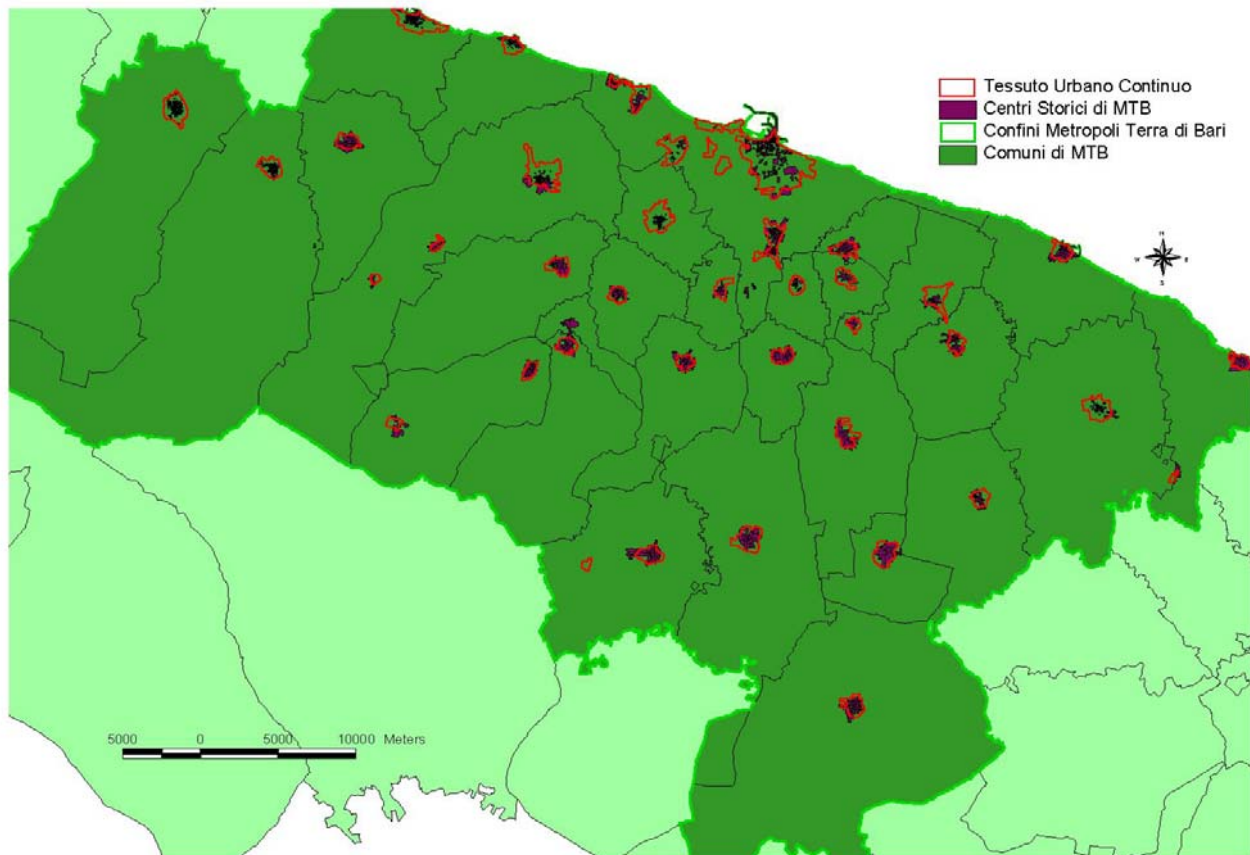 Tessuto Urbano Continuo
Centri Storici di MTB
Confini Metropoli Terra di Bari
Comuni di MTB
N
W E
S
5000 0 5000 10000 Meters